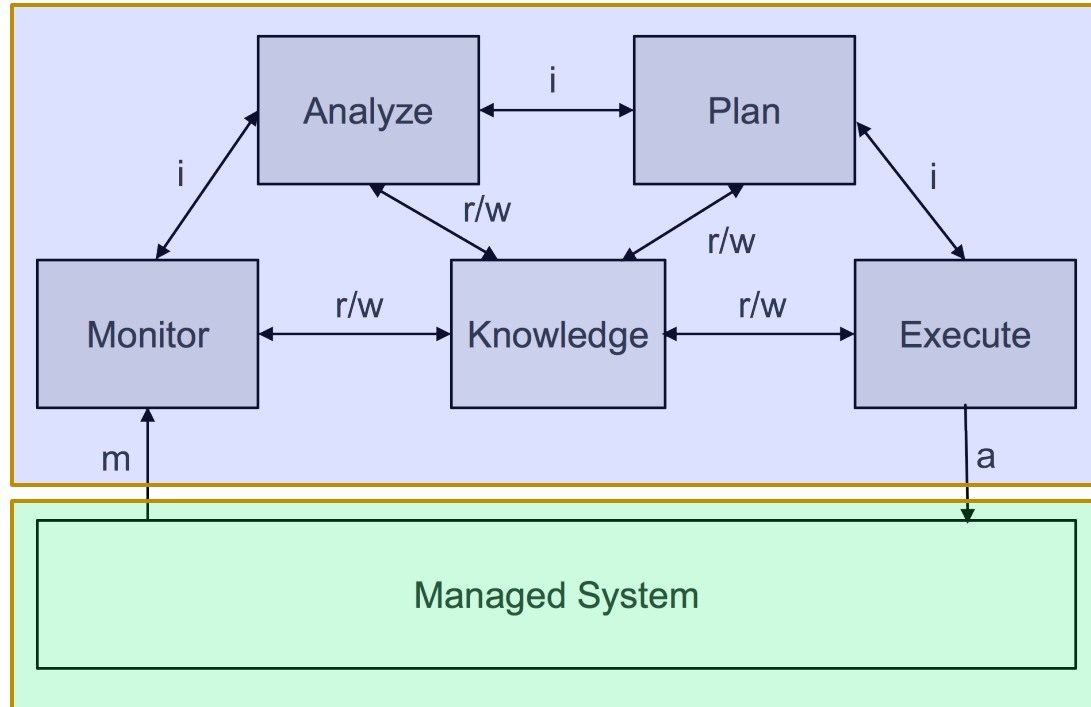 Analyze
i
Plan
i
i
r/w
r/w
Monitor
r/w
Knowledge
r/w
Execute
m
a
Managed System